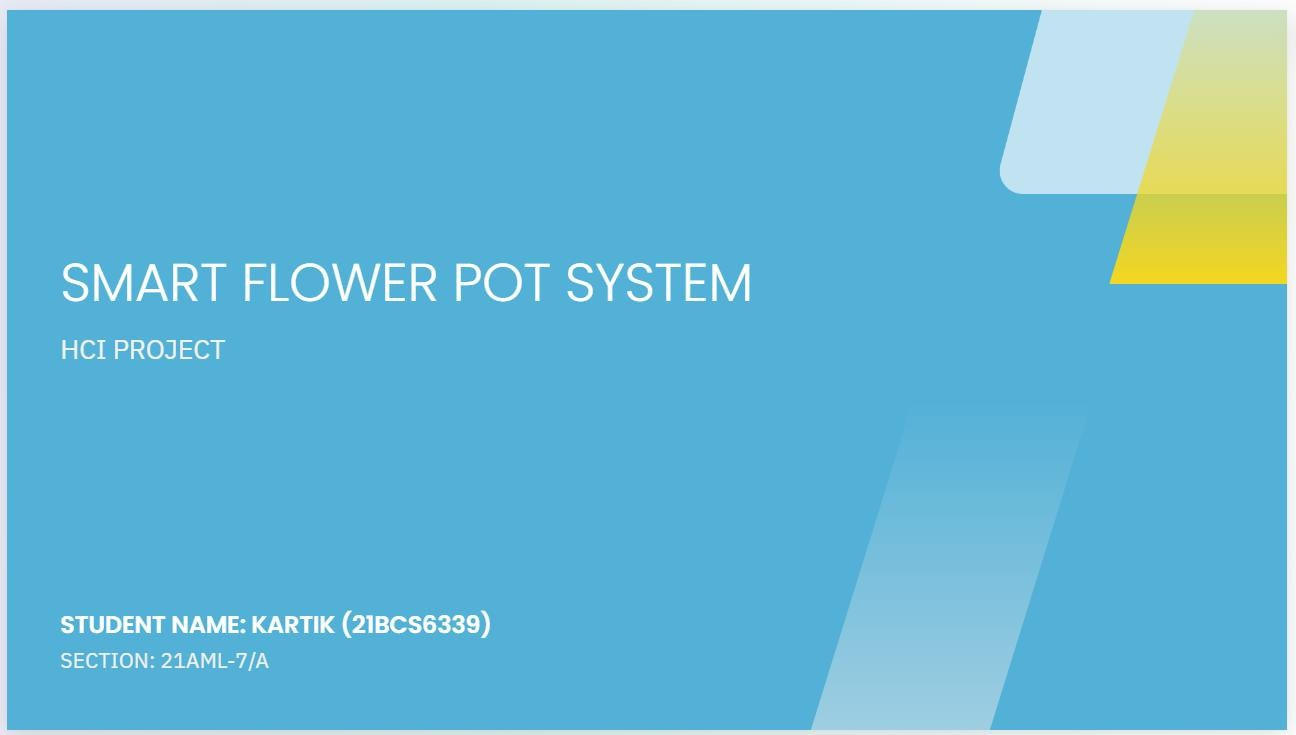 SMART FLOWER POT SYSTEM
HCI PROJECT
STUDENT NAME: KARTIK (21BCS6339)
SECTION: 21AML-7/A